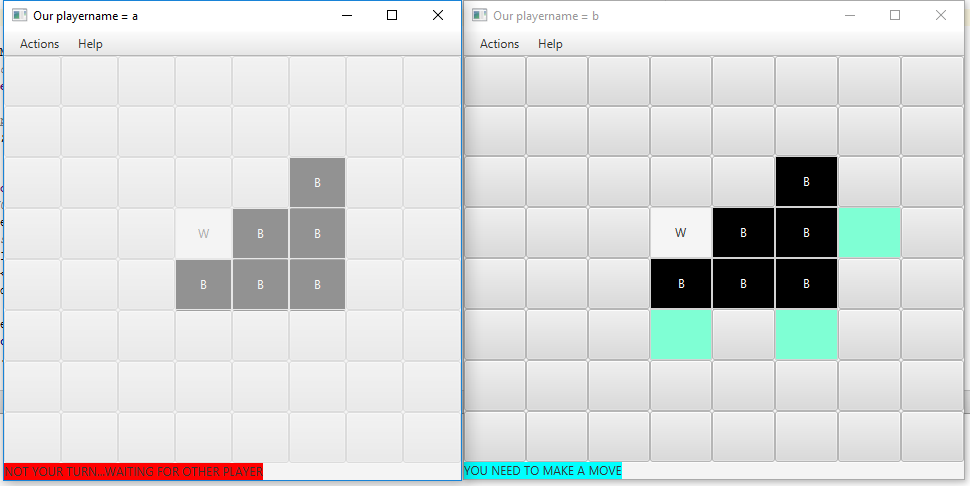 Our playername = a
Actions Help
B
W B B
B B B
NOT YOUR TURN...WAITING FOR OTHER PLAYER
Our playername = b
Actions Help
B
W B B
B B B
YOU NEED TO MAKE A MOVE